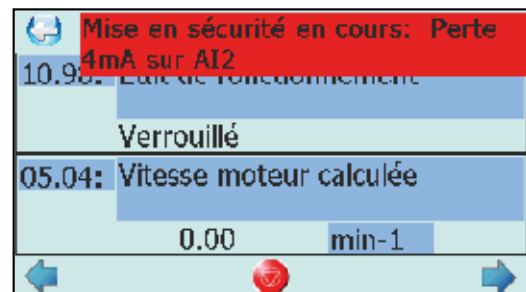 Mise en sécurité en cours: Perte
4mA sur AI2
10.98:
Verrouillé
05.04: Vitesse moteur calculée
0.00 min-1